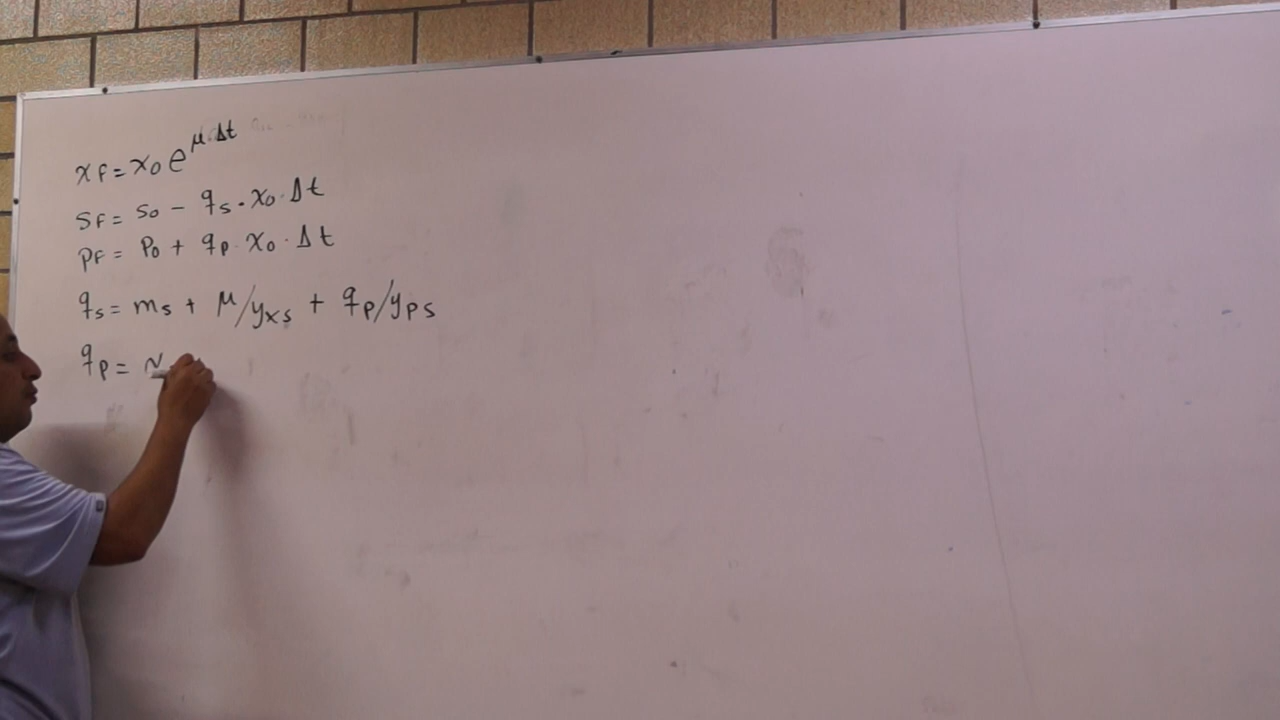 xF = x0 e^μ·Δt
SF = S0 - qs · x0 · Δt
PF = P0 + qp · x0 · Δt
qs = ms + μ/yxs + qp/yps
qp =